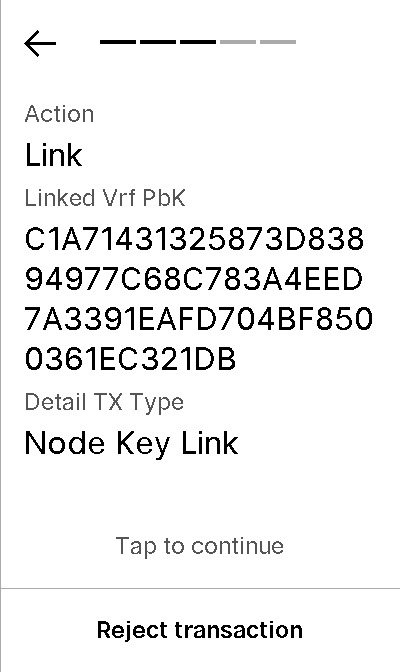 Action
Link
Linked Vrf PbK
C1A71431325873D838
94977C68C783A4EED
7A3391EAFD704BF850
0361EC321DB
Detail TX Type
Node Key Link
Tap to continue
Reject transaction